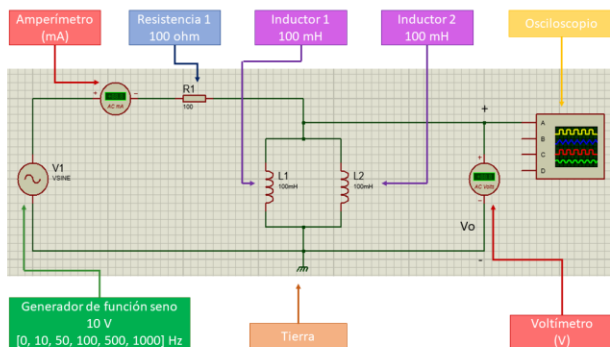 Amperímetro
(mA)
Resistencia 1
100 ohm
Inductor 1
100 mH
Inductor 2
100 mH
Osciloscopio
R1
100
AC mA
+
-
V1
VSINE
L1
100mH
L2
100mH
+
A
B
C
D
+
AC Volts
-
Vo
-
Generador de función seno
10 V
[0, 10, 50, 100, 500, 1000] Hz
Tierra
Voltímetro
(V)